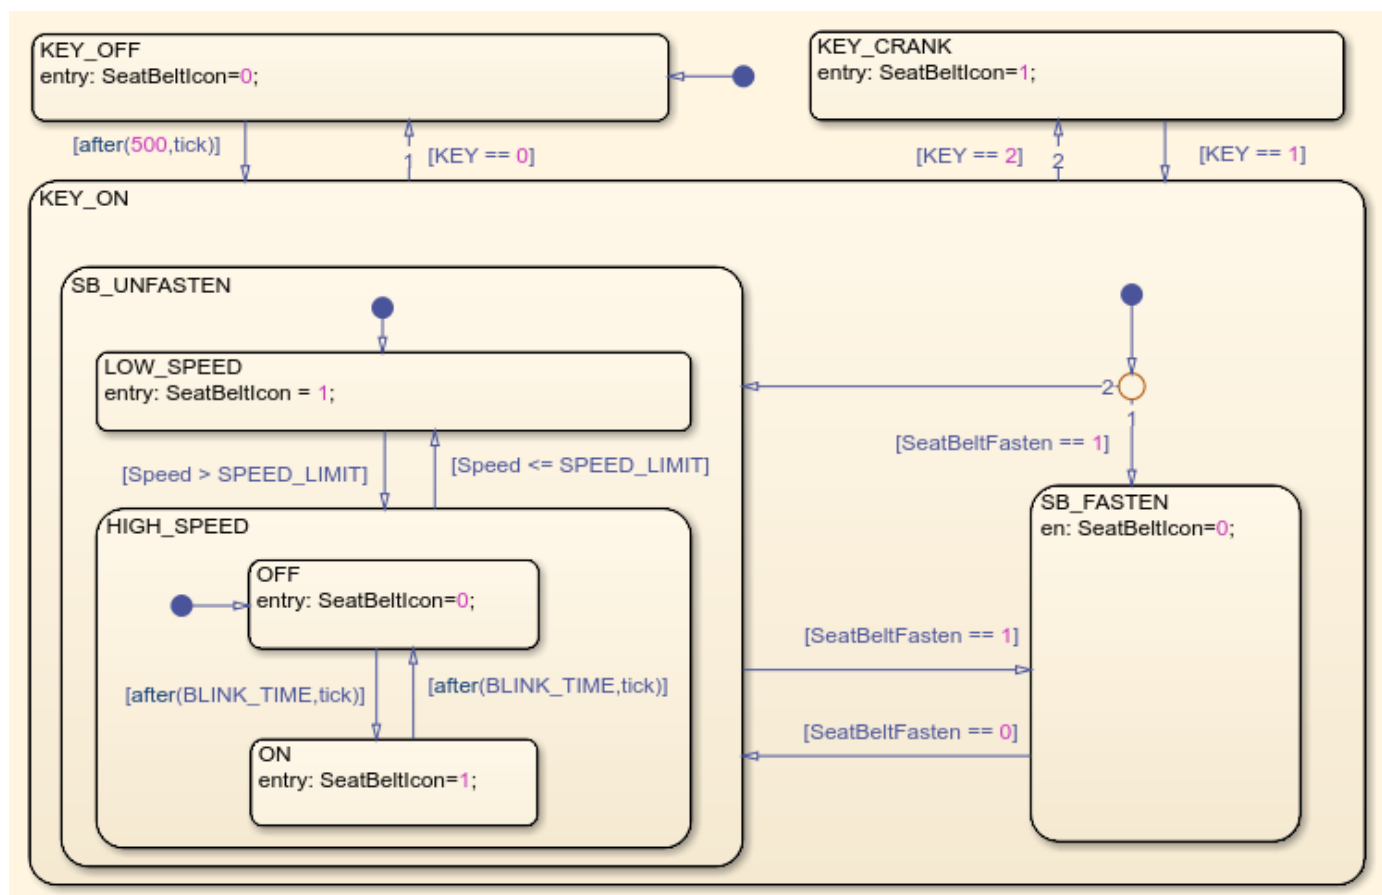 KEY_OFF
entry: SeatBeltIcon=0;
KEY_CRANK
entry: SeatBeltIcon=1;
[after(500,tick)]
1
[KEY == 0]
[KEY == 2]
2
[KEY == 1]
KEY_ON
SB_UNFASTEN
LOW_SPEED
entry: SeatBeltIcon = 1;
2
1
[SeatBeltFasten == 1]
[Speed > SPEED_LIMIT]
[Speed <= SPEED_LIMIT]
SB_FASTEN
en: SeatBeltIcon=0;
HIGH_SPEED
OFF
entry: SeatBeltIcon=0;
[SeatBeltFasten == 1]
[after(BLINK_TIME,tick)]
[after(BLINK_TIME,tick)]
[SeatBeltFasten == 0]
ON
entry: SeatBeltIcon=1;